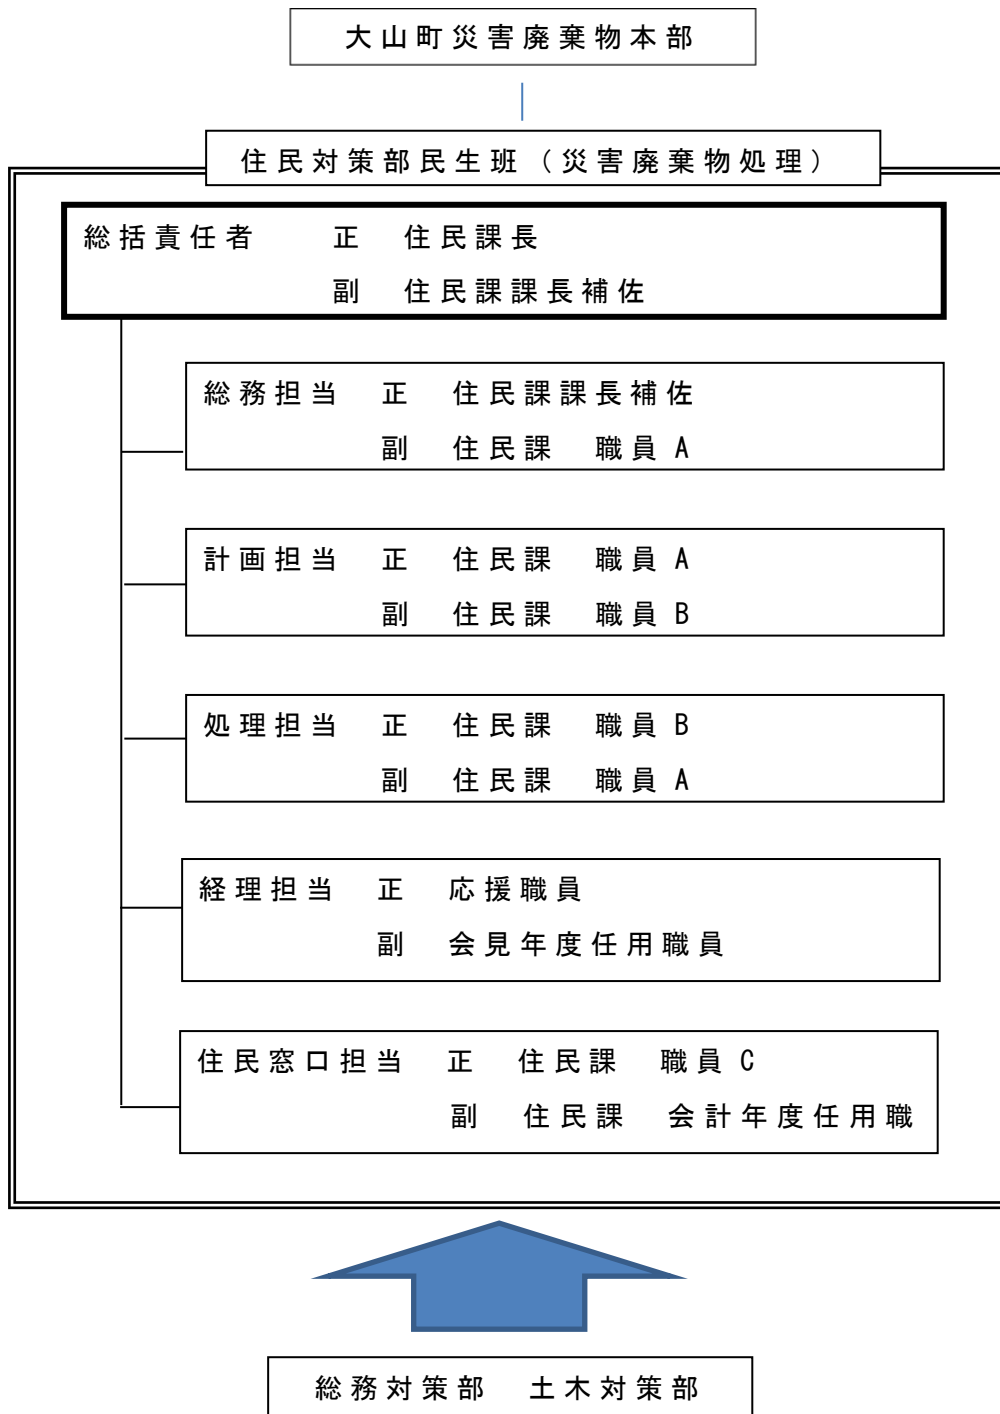 大山町災害廃棄物本部
住民対策部民生班（災害廃棄物処理）
総括責任者　正　住民課長
副　住民課課長補佐
総務担当　正　住民課課長補佐
副　住民課　職員A
計画担当　正　住民課　職員A
副　住民課　職員B
処理担当　正　住民課　職員B
副　住民課　職員A
経理担当　正　応援職員
副　会見年度任用職員
住民窓口担当　正　住民課　職員C
副　住民課　会計年度任用職
総務対策部　土木対策部